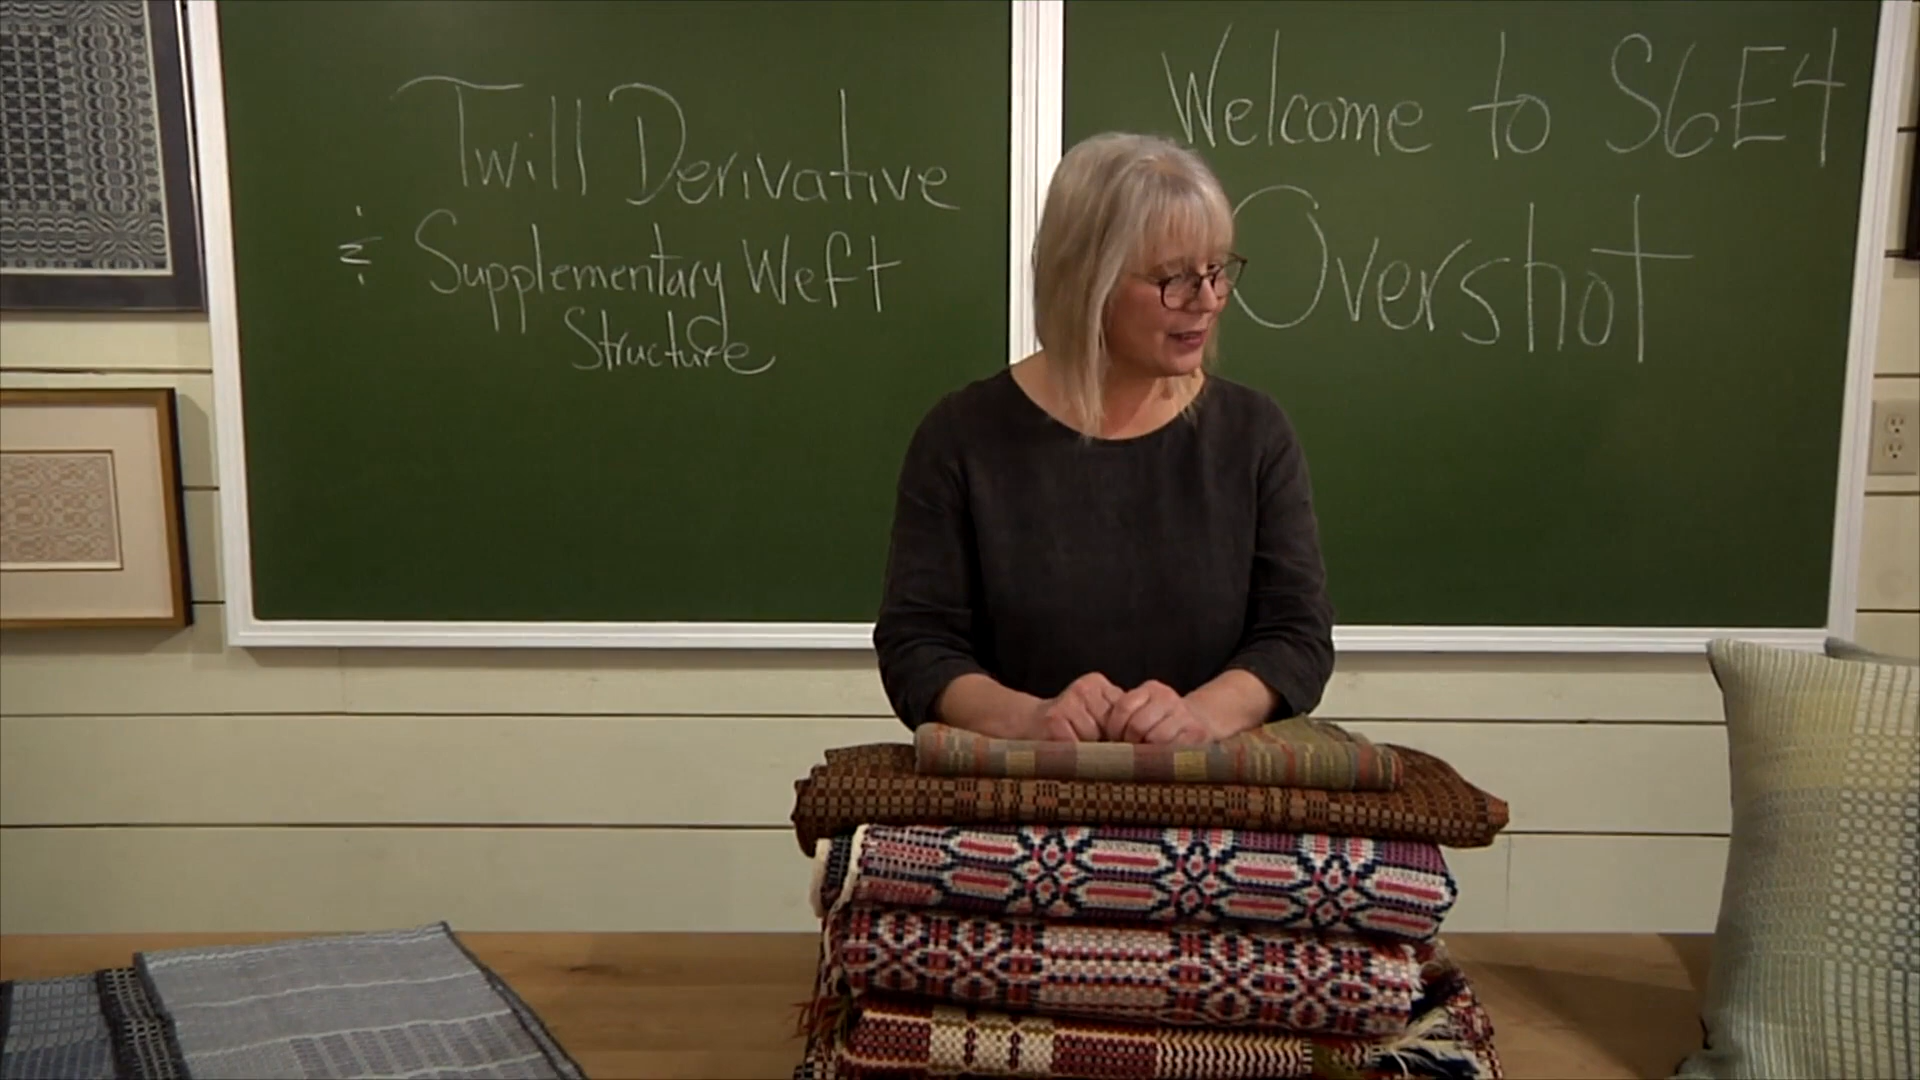 Twill Derivative
& Supplementary Weft
Structure
Welcome to S6E4
Overshot